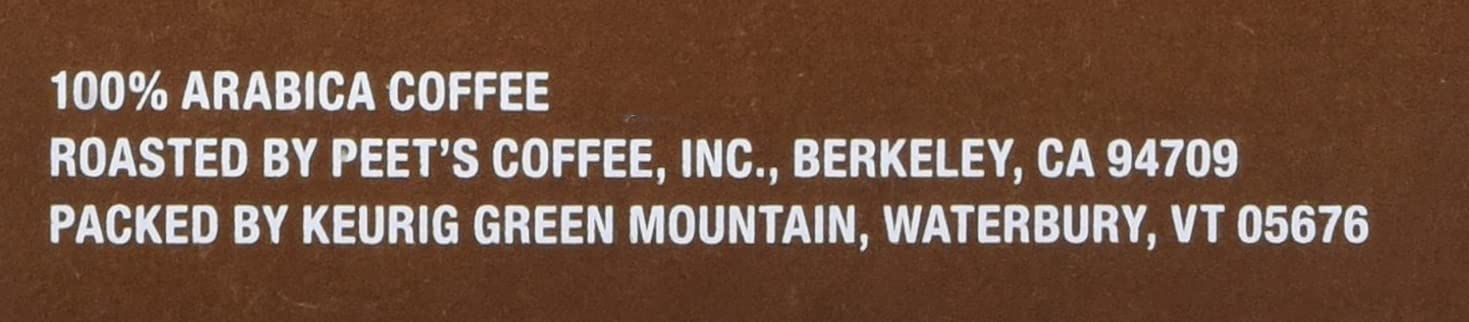 100% ARABICA COFFEE
ROASTED BY PEET’S COFFEE, INC., BERKELEY, CA 94709
PACKED BY KEURIG GREEN MOUNTAIN, WATERBURY, VT 05676